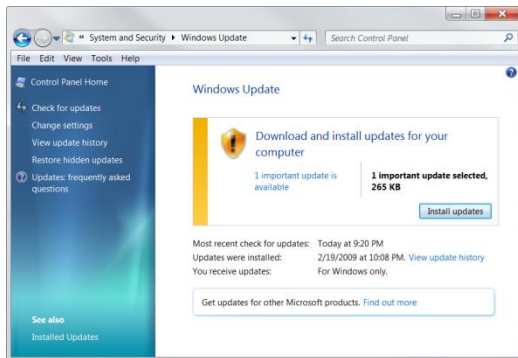 « System and Security ▸ Windows Update
Search Control Panel
File Edit View Tools Help
Control Panel Home
Check for updates
Change settings
View update history
Restore hidden updates
Updates: frequently asked
questions
See also
Installed Updates
Windows Update
Download and install updates for your
computer
1 important update is
available
1 important update selected,
265 KB
Install updates
Most recent check for updates: Today at 9:20 PM
Updates were installed: 2/19/2009 at 10:08 PM. View update history
You receive updates: For Windows only.
Get updates for other Microsoft products. Find out more